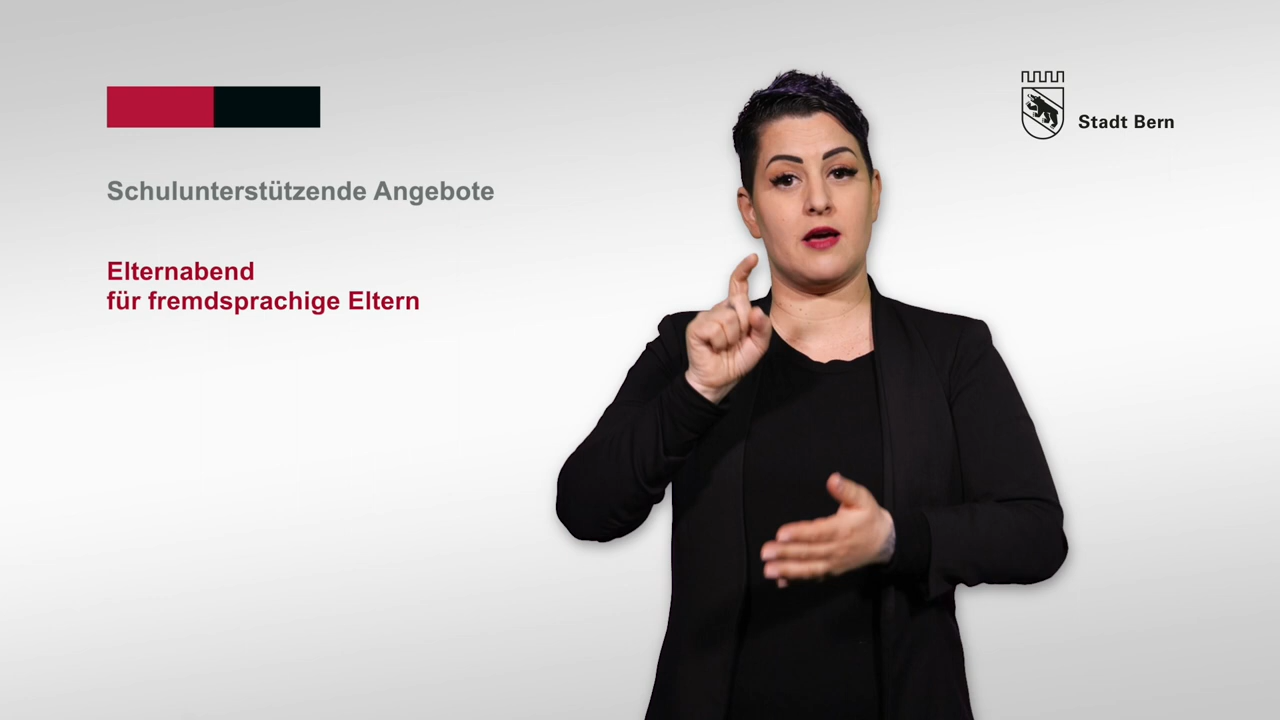 Stadt Bern
Schulunterstützende Angebote
Elternabend
für fremdsprachige Eltern